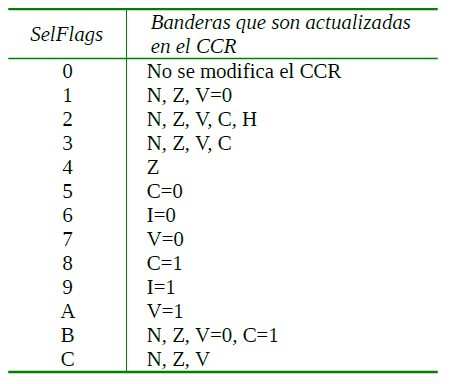 SelFlags Banderas que son actualizadas
en el CCR
0 No se modifica el CCR
1 N, Z, V=0
2 N, Z, V, C, H
3 N, Z, V, C
4 Z
5 C=0
6 I=0
7 V=0
8 C=1
9 I=1
A V=1
B N, Z, V=0, C=1
C N, Z, V